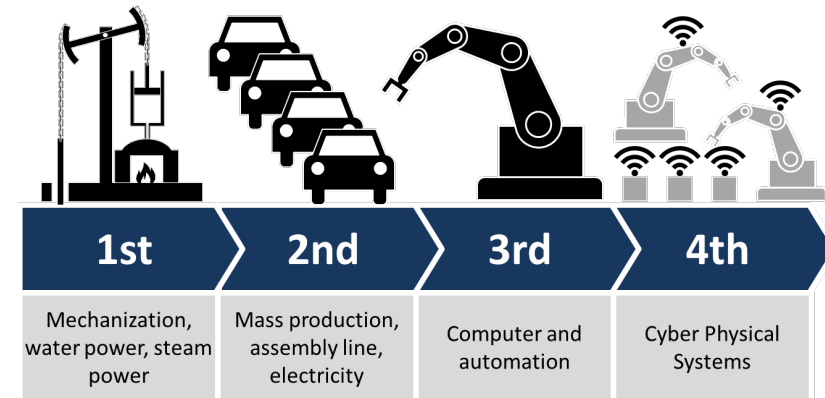 1st
2nd
3rd
4th
Mechanization,
water power, steam
power
Mass production,
assembly line,
electricity
Computer and
automation
Cyber Physical
Systems